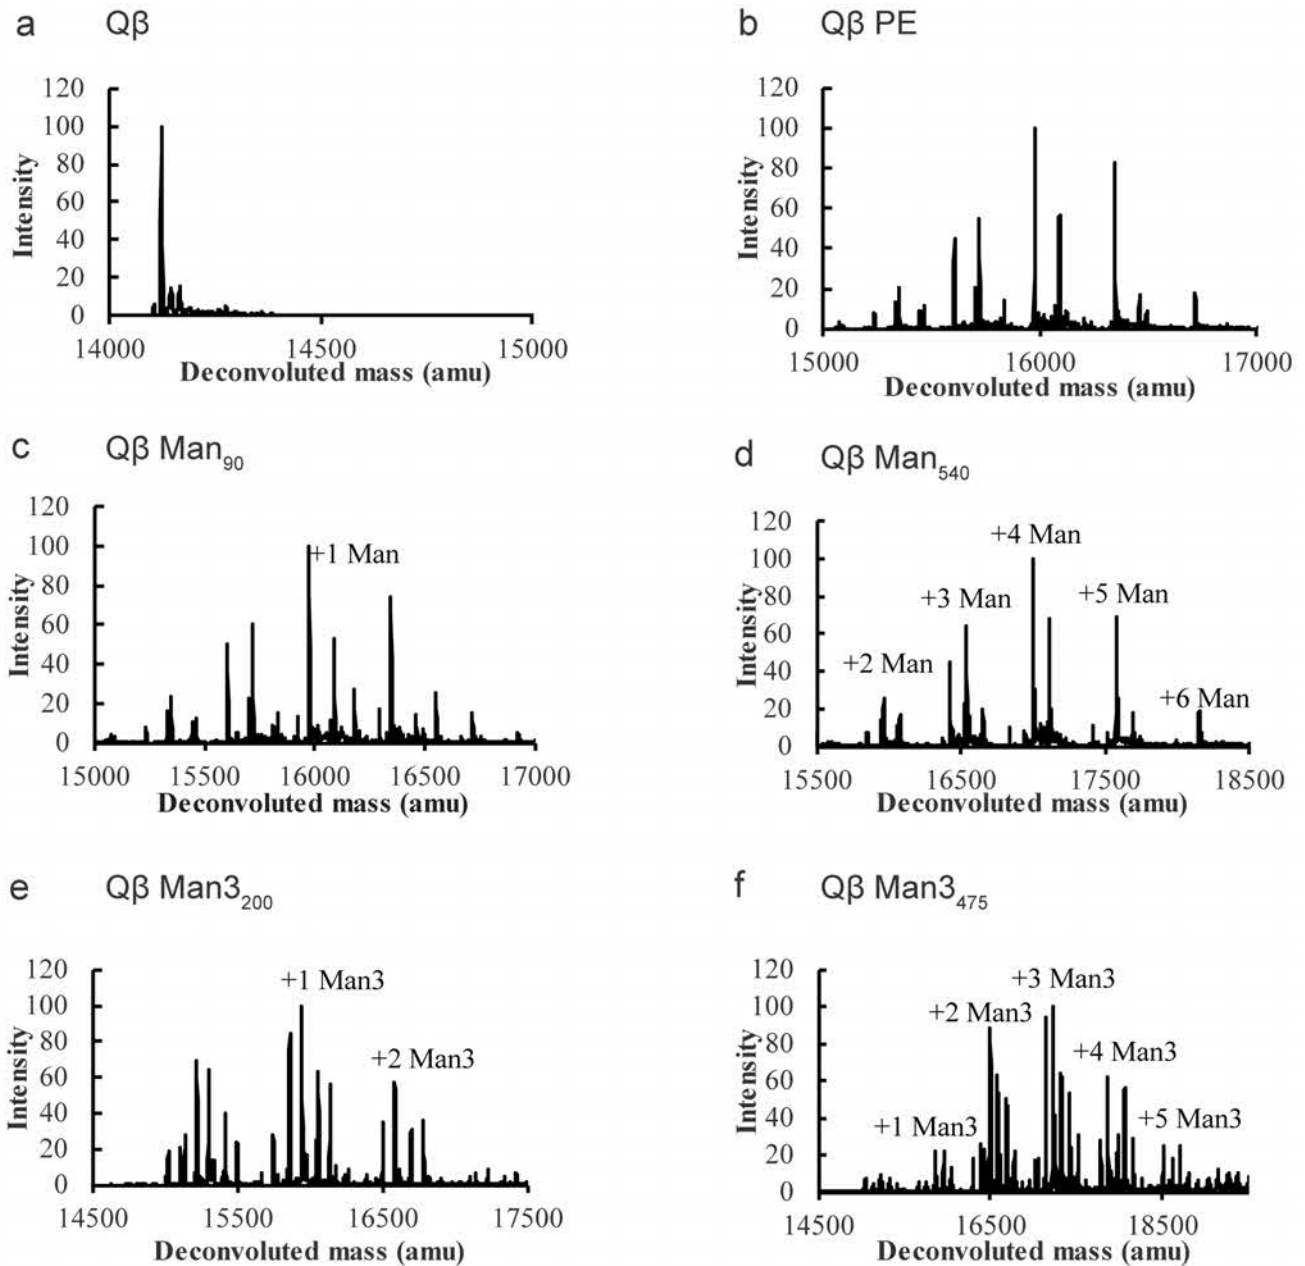 a Qβ
120
100
80
60
40
20
0
Intensity
14000 14500 15000
Deconvoluted mass (amu)
b Qβ PE
120
100
80
60
40
20
0
Intensity
15000 16000 17000
Deconvoluted mass (amu)
c Qβ Man₉₀
120
100
80
60
40
20
0
Intensity
+1 Man
15000 15500 16000 16500 17000
Deconvoluted mass (amu)
d Qβ Man₅₄₀
120
100
80
60
40
20
0
Intensity
+4 Man
+3 Man
+5 Man
+2 Man
+6 Man
15500 16500 17500 18500
Deconvoluted mass (amu)
e Qβ Man3₂₀₀
120
100
80
60
40
20
0
Intensity
+1 Man3
+2 Man3
14500 15500 16500 17500
Deconvoluted mass (amu)
f Qβ Man3₄₇₅
120
100
80
60
40
20
0
Intensity
+3 Man3
+2 Man3
+4 Man3
+1 Man3
+5 Man3
14500 16500 18500
Deconvoluted mass (amu)